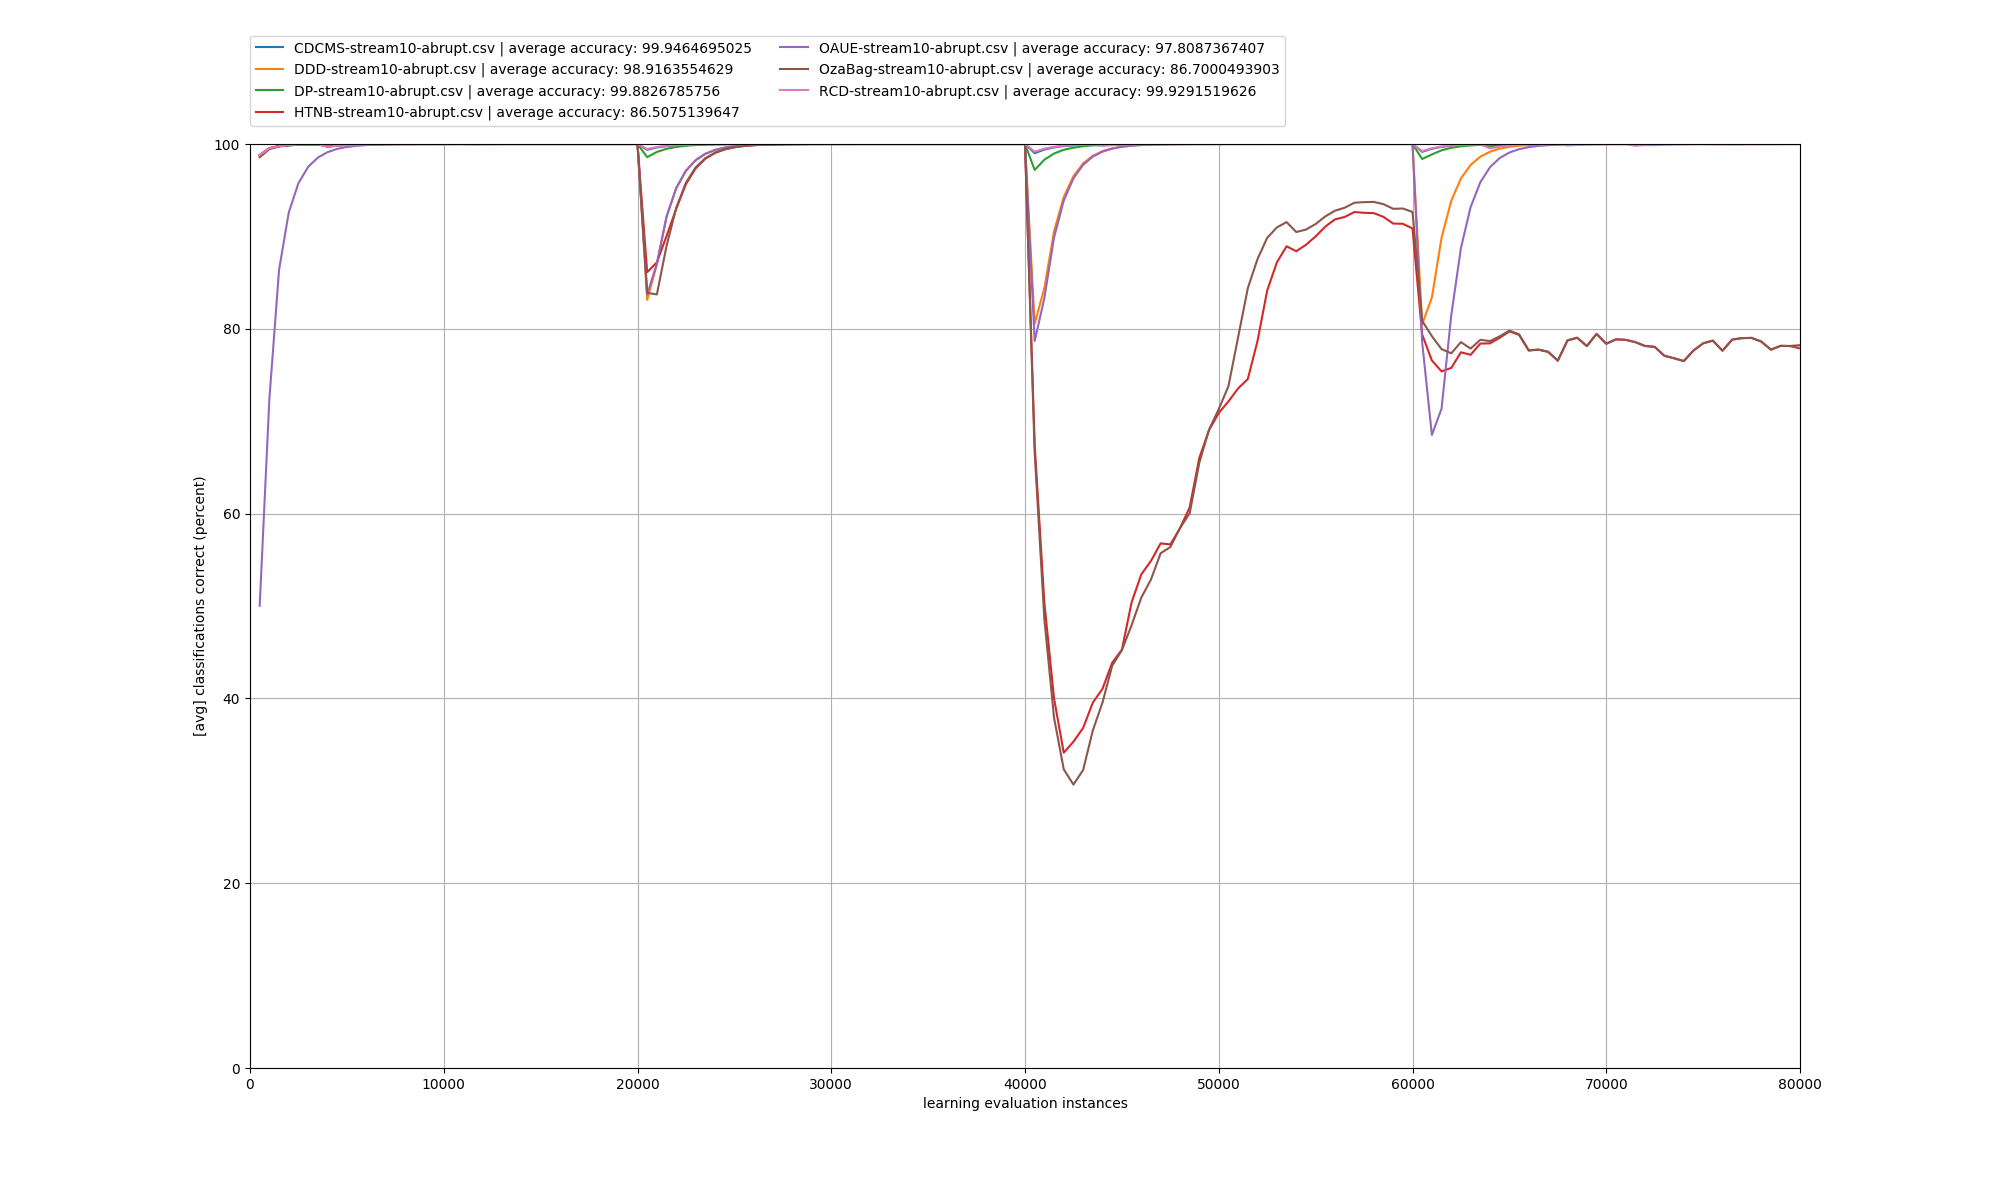 CDCMS-stream10-abrupt.csv | average accuracy: 99.9464695025
DDD-stream10-abrupt.csv | average accuracy: 98.9163554629
DP-stream10-abrupt.csv | average accuracy: 99.8826785756
HTNB-stream10-abrupt.csv | average accuracy: 86.5075139647
OAUE-stream10-abrupt.csv | average accuracy: 97.8087367407
OzaBag-stream10-abrupt.csv | average accuracy: 86.7000493903
RCD-stream10-abrupt.csv | average accuracy: 99.9291519626
100
80
60
40
20
0
[avg] classifications correct (percent)
0 10000 20000 30000 40000 50000 60000 70000 80000
learning evaluation instances